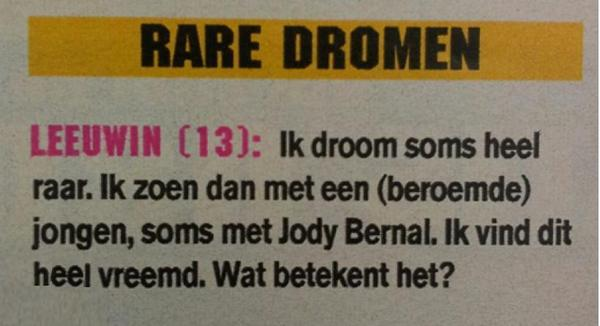 RARE DROMEN
LEEUWIN (13): Ik droom soms heel
raar. Ik zoen dan met een (beroemde)
jongen, soms met Jody Bernal. Ik vind dit
heel vreemd. Wat betekent het?